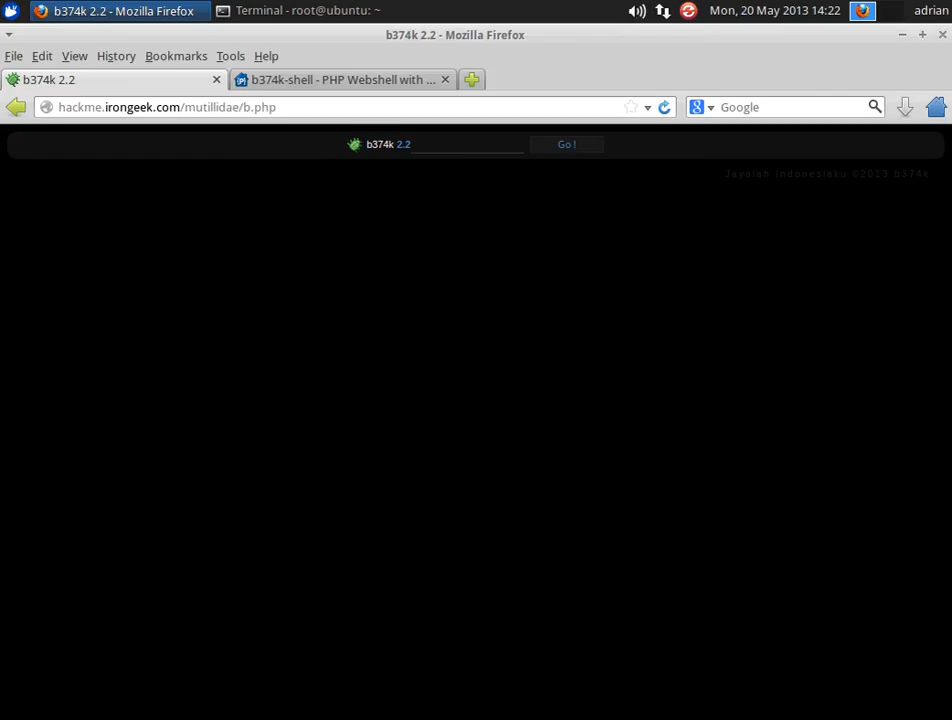 b374k 2.2 - Mozilla Firefox
Terminal - root@ubuntu: ~
Mon, 20 May 2013 14:22
adrian
b374k 2.2 - Mozilla Firefox
File Edit View History Bookmarks Tools Help
b374k 2.2
b374k-shell - PHP Webshell with ...
hackme.irongeek.com/mutillidae/b.php
Google
b374k 2.2
Go !
Jayalah Indonesiaku ©2013 b374k